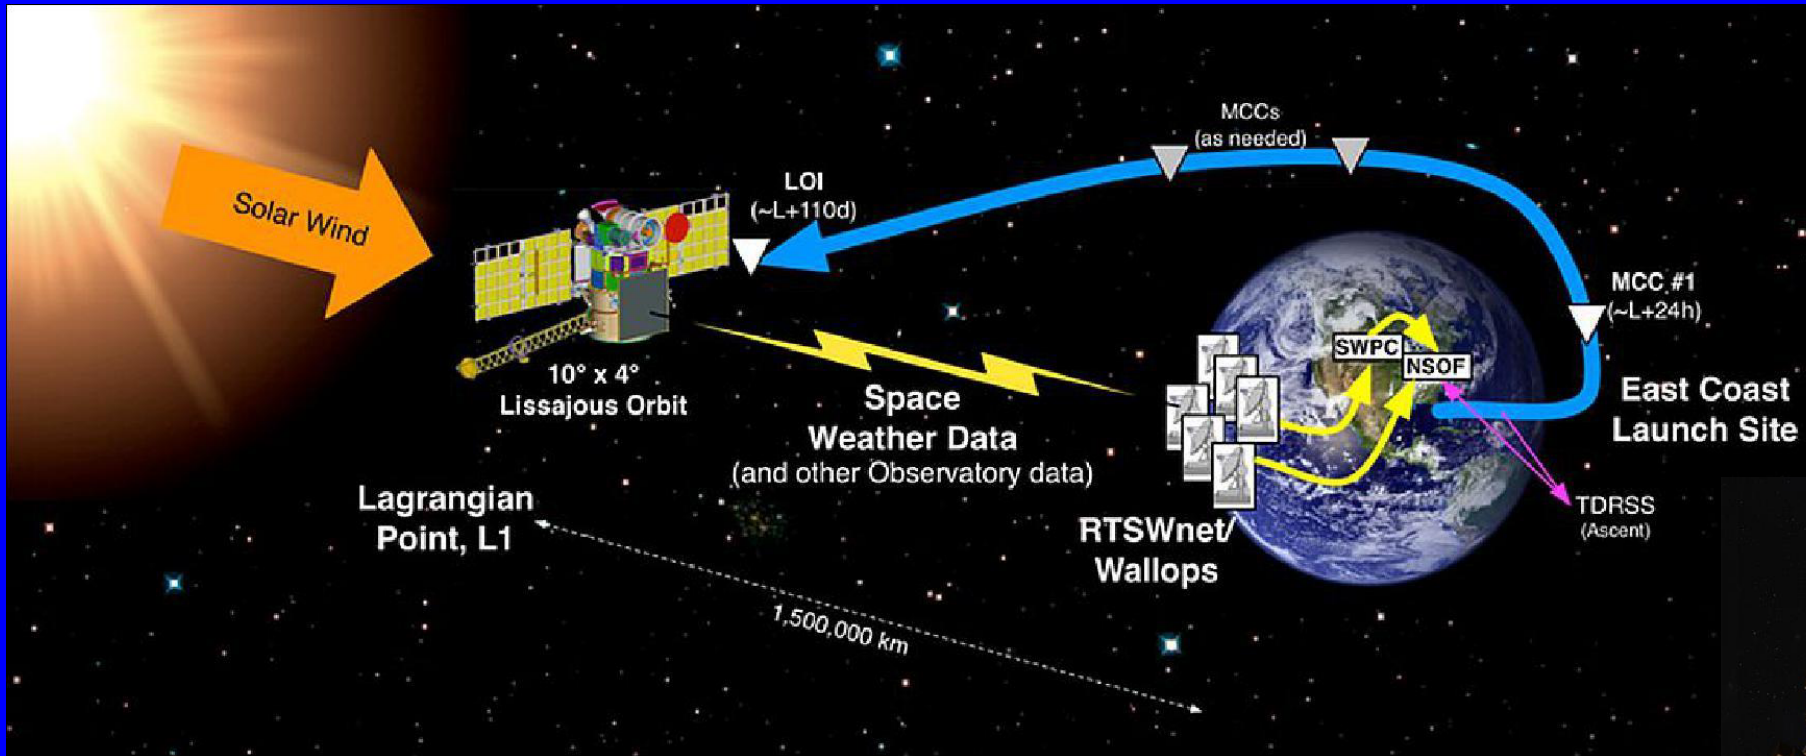 MCCs
(as needed)
LOI
(~L+110d)
Solar Wind
MCC #1
(~L+24h)
SWPC
NSOF
10° x 4°
Lissajous Orbit
Space
Weather Data
(and other Observatory data)
East Coast
Launch Site
Lagrangian
Point, L1
TDRSS
(Ascent)
RTSWnet/
Wallops
1,500,000 km